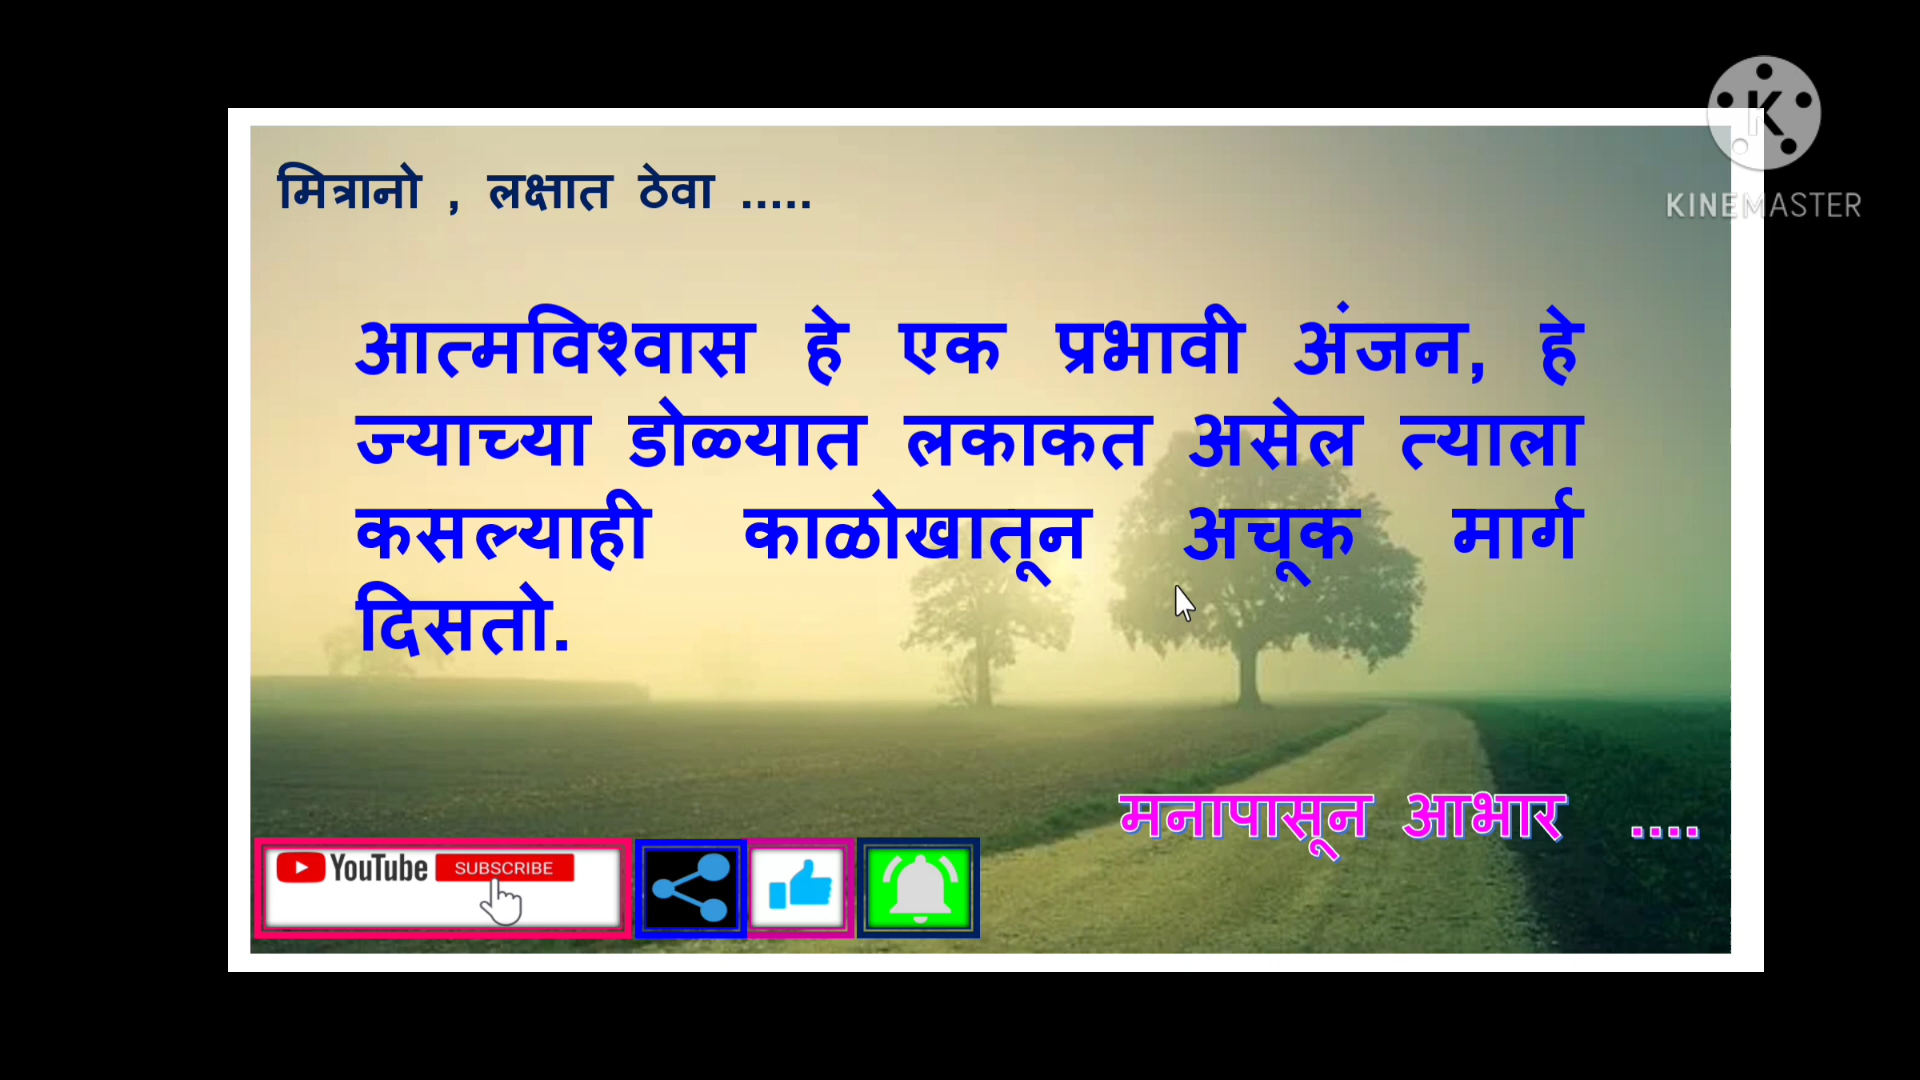 मित्रानो , लक्षात ठेवा .....
आत्मविश्वास हे एक प्रभावी अंजन, हे
ज्याच्या डोळ्यात लकाकत असेल त्याला
कसल्याही काळोखातून अचूक मार्ग
दिसतो.
मनापासून आभार ....
YouTube SUBSCRIBE
K
KINEMASTER